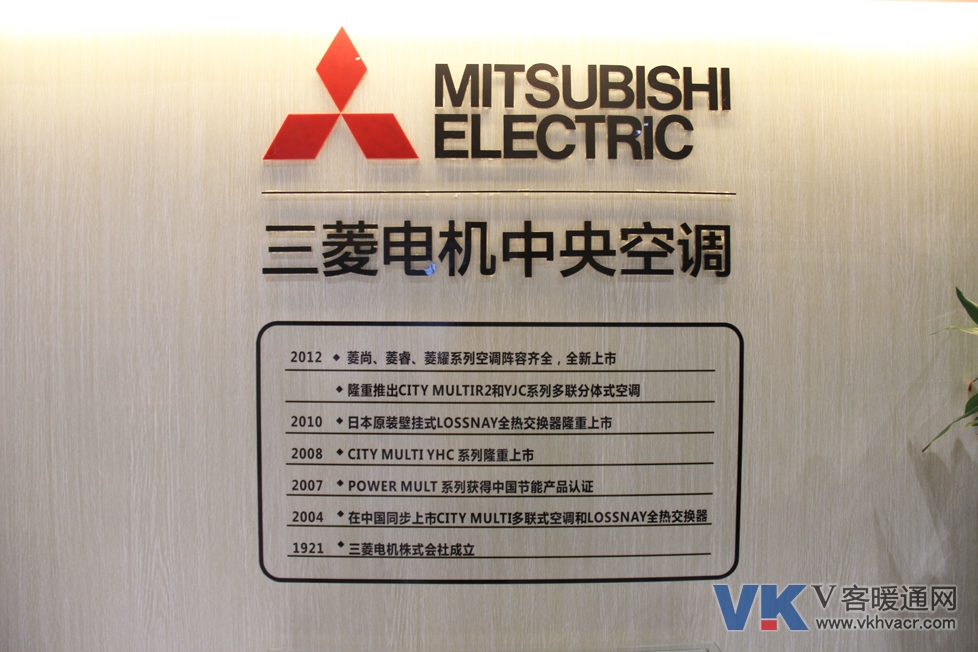 MITSUBISHI
ELECTRIC
三菱电机中央空调
2012 ◆ 菱尚、菱睿、菱耀系列空调阵容齐全，全新上市
◆ 隆重推出CITY MULTIR2和YJC系列多联分体式空调
2010 ◆ 日本原装壁挂式LOSSNAY全热交换器隆重上市
2008 ◆ CITY MULTI YHC 系列隆重上市
2007 ◆ POWER MULT 系列获得中国节能产品认证
2004 ◆ 在中国同步上市CITY MULTI多联式空调和LOSSNAY全热交换器
1921 ◆ 三菱电机株式会社成立
VK V客暖通网
www.vkhvacr.com